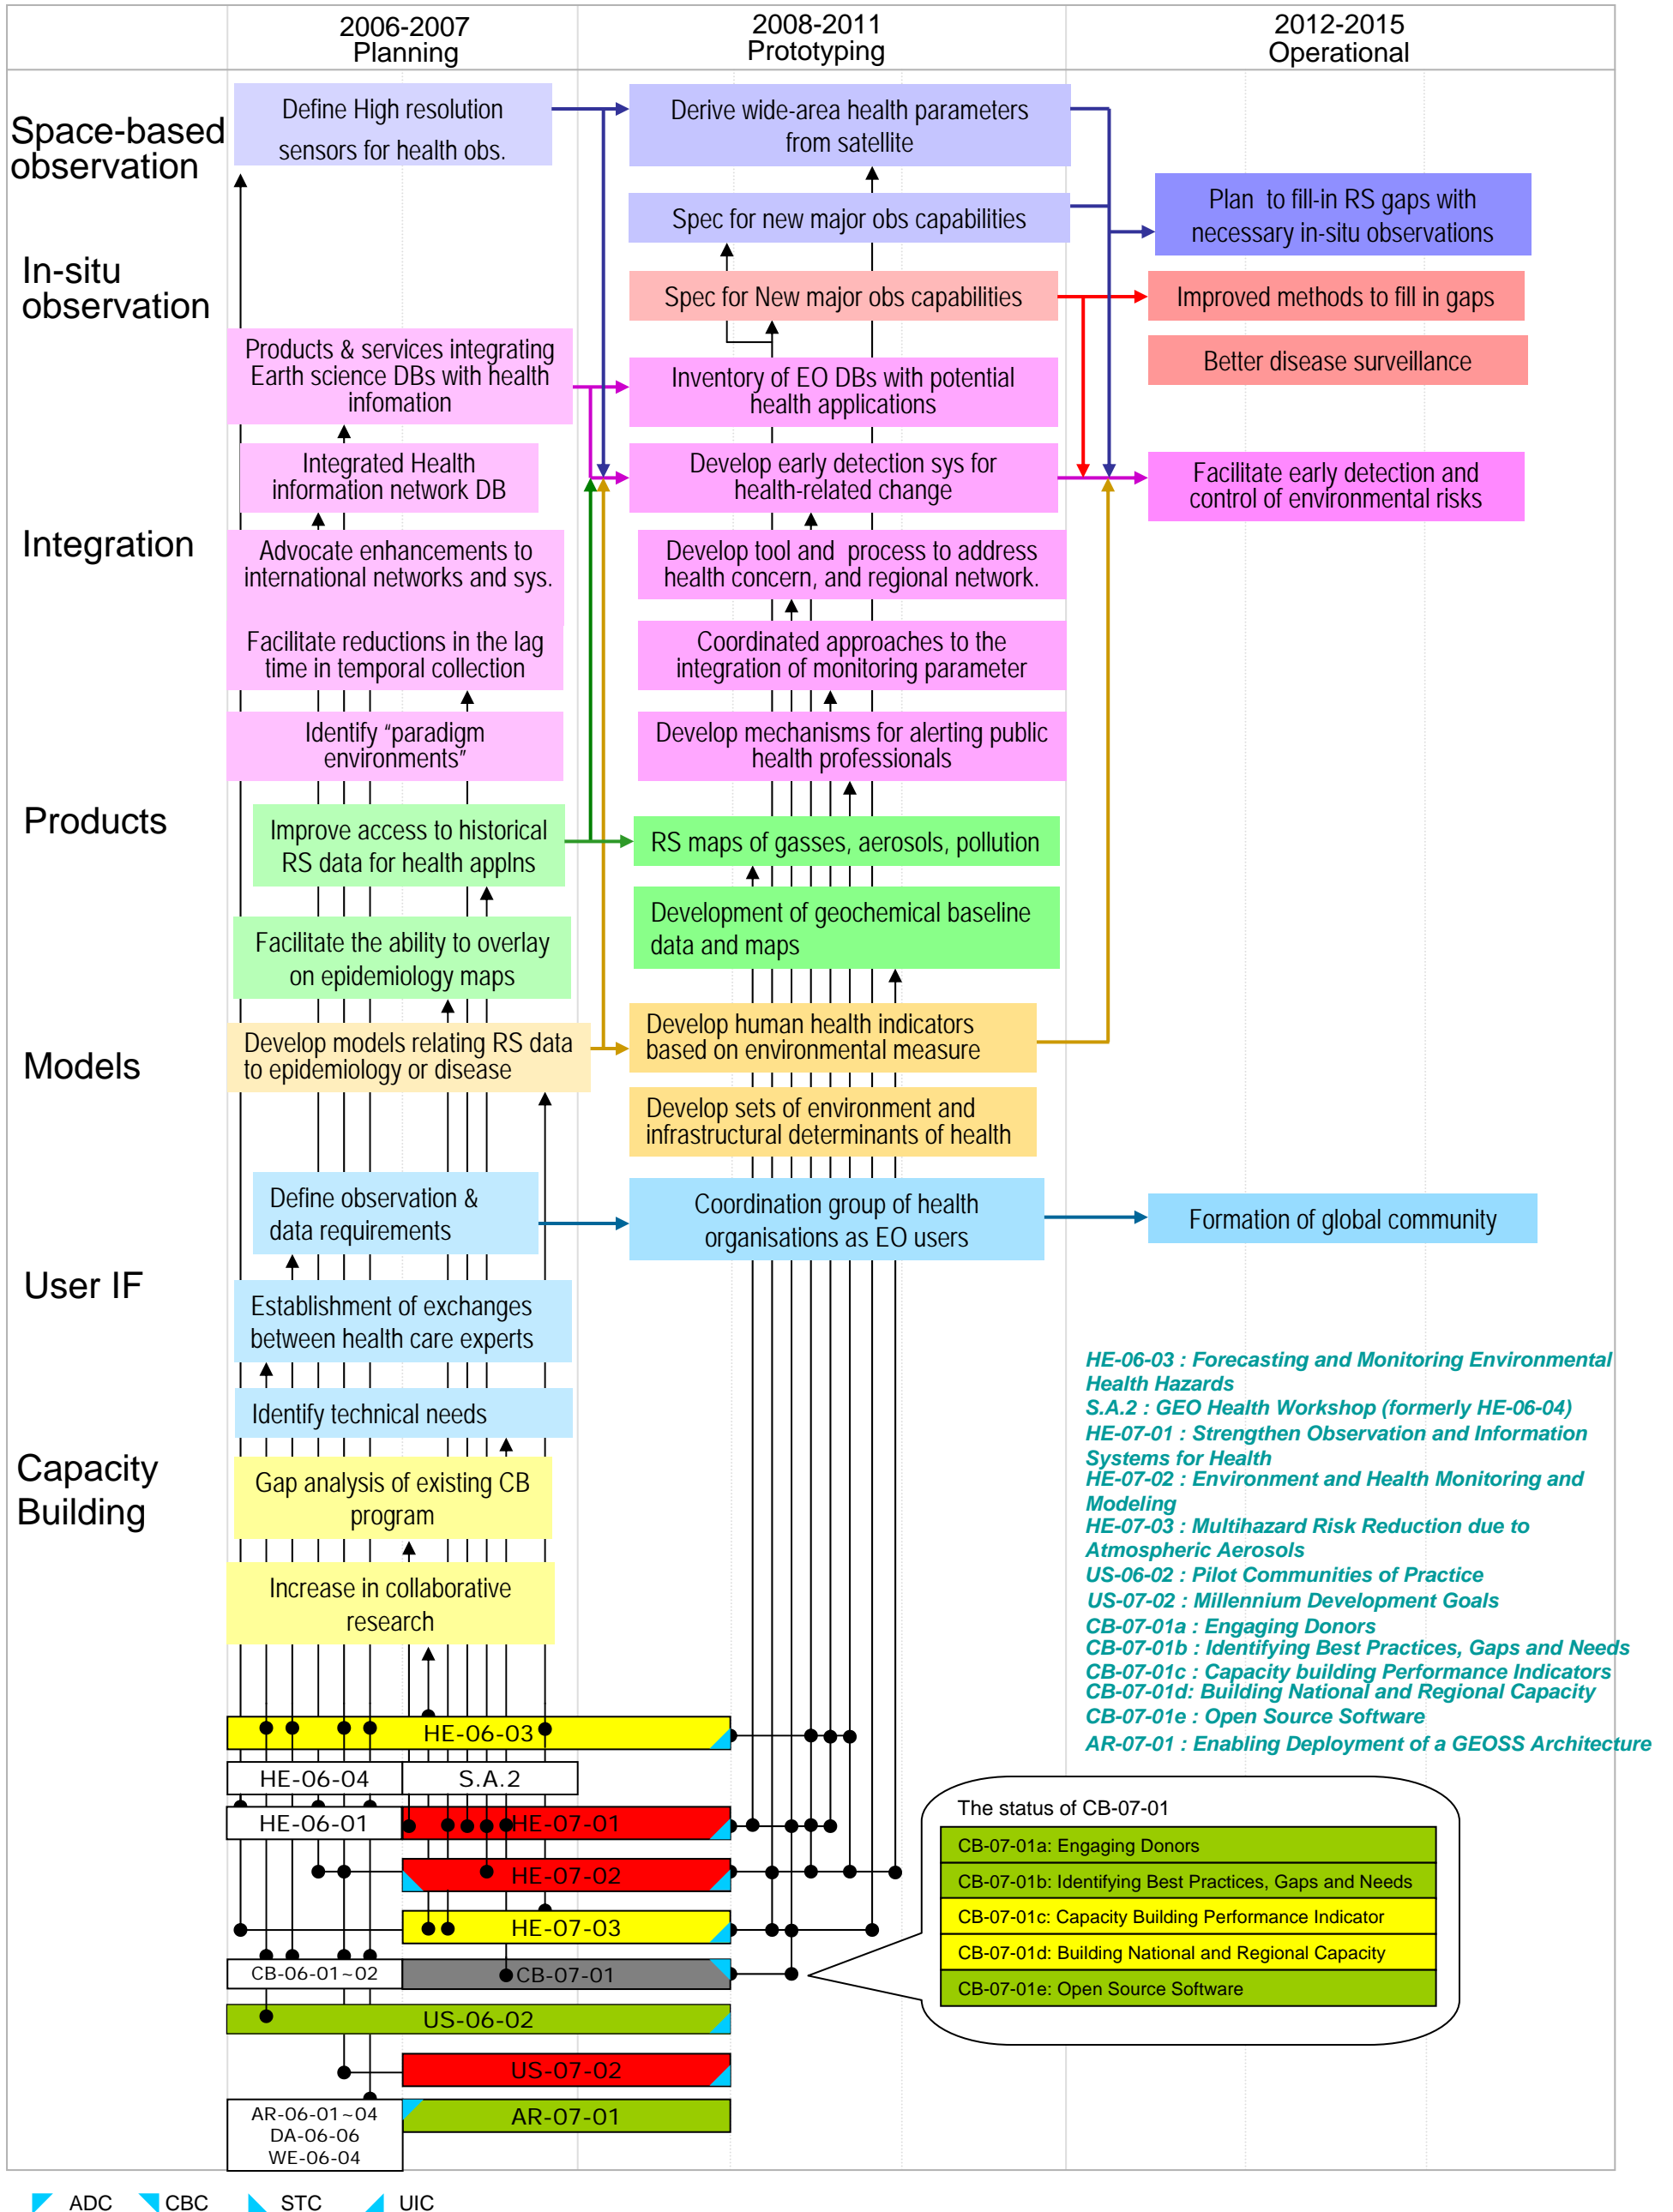 2006-2007
Planning
2008-2011
Prototyping
2012-2015
Operational
Space-based
observation
Define High resolution
sensors for health obs.
Derive wide-area health parameters
from satellite
Spec for new major obs capabilities
Plan to fill-in RS gaps with
necessary in-situ observations
In-situ
observation
Spec for New major obs capabilities
Improved methods to fill in gaps
Better disease surveillance
Integration
Products & services integrating
Earth science DBs with health
infomation
Inventory of EO DBs with potential
health applications
Integrated Health
information network DB
Develop early detection sys for
health-related change
Facilitate early detection and
control of environmental risks
Advocate enhancements to
international networks and sys.
Develop tool and process to address
health concern, and regional network.
Facilitate reductions in the lag
time in temporal collection
Coordinated approaches to the
integration of monitoring parameter
Identify "paradigm
environments"
Develop mechanisms for alerting public
health professionals
Products
Improve access to historical
RS data for health applns
RS maps of gasses, aerosols, pollution
Facilitate the ability to overlay
on epidemiology maps
Development of geochemical baseline
data and maps
Models
Develop models relating RS data
to epidemiology or disease
Develop human health indicators
based on environmental measure
Develop sets of environment and
infrastructural determinants of health
User IF
Define observation &
data requirements
Coordination group of health
organisations as EO users
Formation of global community
Establishment of exchanges
between health care experts
Identify technical needs
Capacity
Building
Gap analysis of existing CB
program
Increase in collaborative
research
HE-06-03 : Forecasting and Monitoring Environmental
Health Hazards
S.A.2 : GEO Health Workshop (formerly HE-06-04)
HE-07-01 : Strengthen Observation and Information
Systems for Health
HE-07-02 : Environment and Health Monitoring and
Modeling
HE-07-03 : Multihazard Risk Reduction due to
Atmospheric Aerosols
US-06-02 : Pilot Communities of Practice
US-07-02 : Millennium Development Goals
CB-07-01a : Engaging Donors
CB-07-01b : Identifying Best Practices, Gaps and Needs
CB-07-01c : Capacity building Performance Indicators
CB-07-01d: Building National and Regional Capacity
CB-07-01e : Open Source Software
AR-07-01 : Enabling Deployment of a GEOSS Architecture
HE-06-03
HE-06-04
S.A.2
HE-06-01
HE-07-01
HE-07-02
HE-07-03
CB-06-01~02
CB-07-01
US-06-02
US-07-02
AR-06-01~04
DA-06-06
WE-06-04
AR-07-01
The status of CB-07-01
CB-07-01a: Engaging Donors
CB-07-01b: Identifying Best Practices, Gaps and Needs
CB-07-01c: Capacity Building Performance Indicator
CB-07-01d: Building National and Regional Capacity
CB-07-01e: Open Source Software
ADC
CBC
STC
UIC